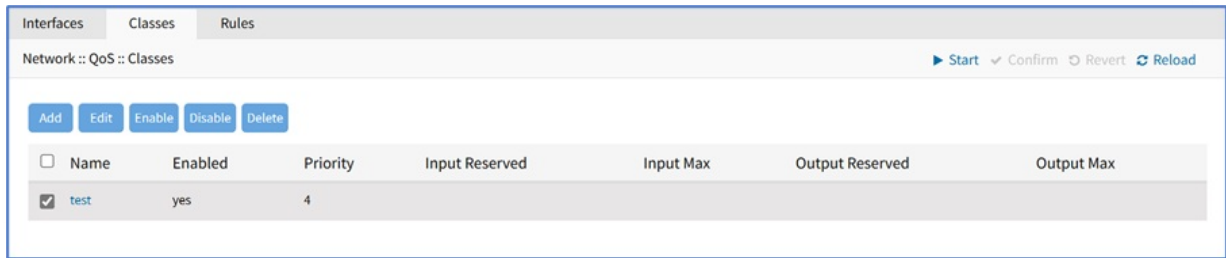 Interfaces Classes Rules
Network :: QoS :: Classes Start Confirm Revert Reload
Add Edit Enable Disable Delete
Name Enabled Priority Input Reserved Input Max Output Reserved Output Max
test yes 4